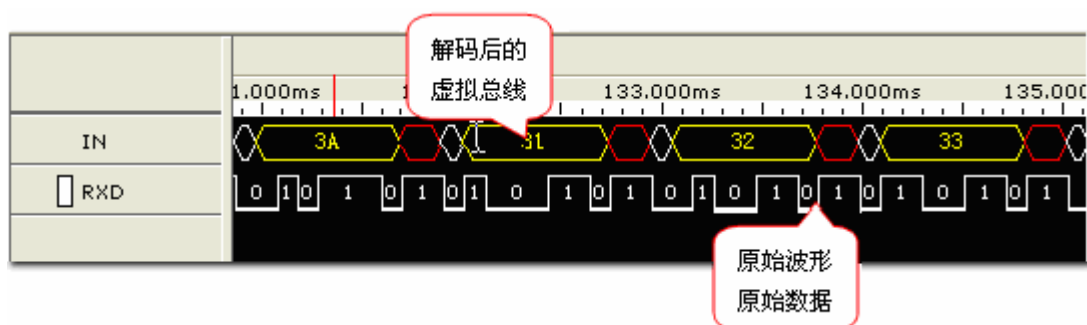 解码后的
虚拟总线
1.000ms 133.000ms 134.000ms 135.000
IN 3A 31 32 33
RXD 0 1 0 1 0 1 0 1 0 1 0 1 0 1 0 1 0 1 0 1 0 1 0 1
原始波形
原始数据